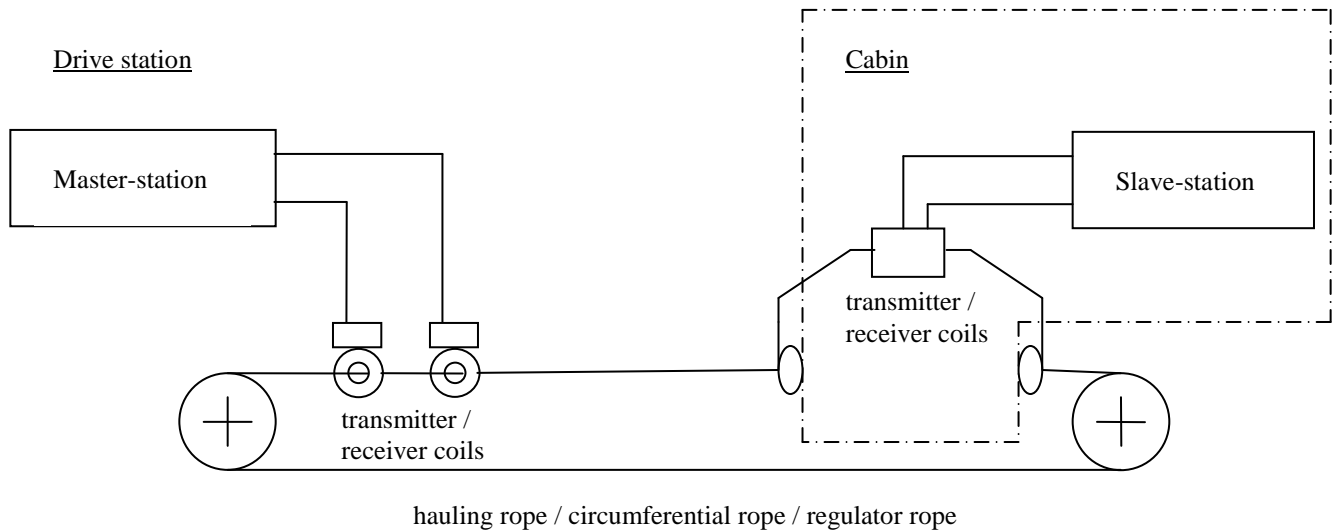 Drive station
Cabin
Master-station
Slave-station
transmitter /
receiver coils
transmitter /
receiver coils
hauling rope / circumferential rope / regulator rope